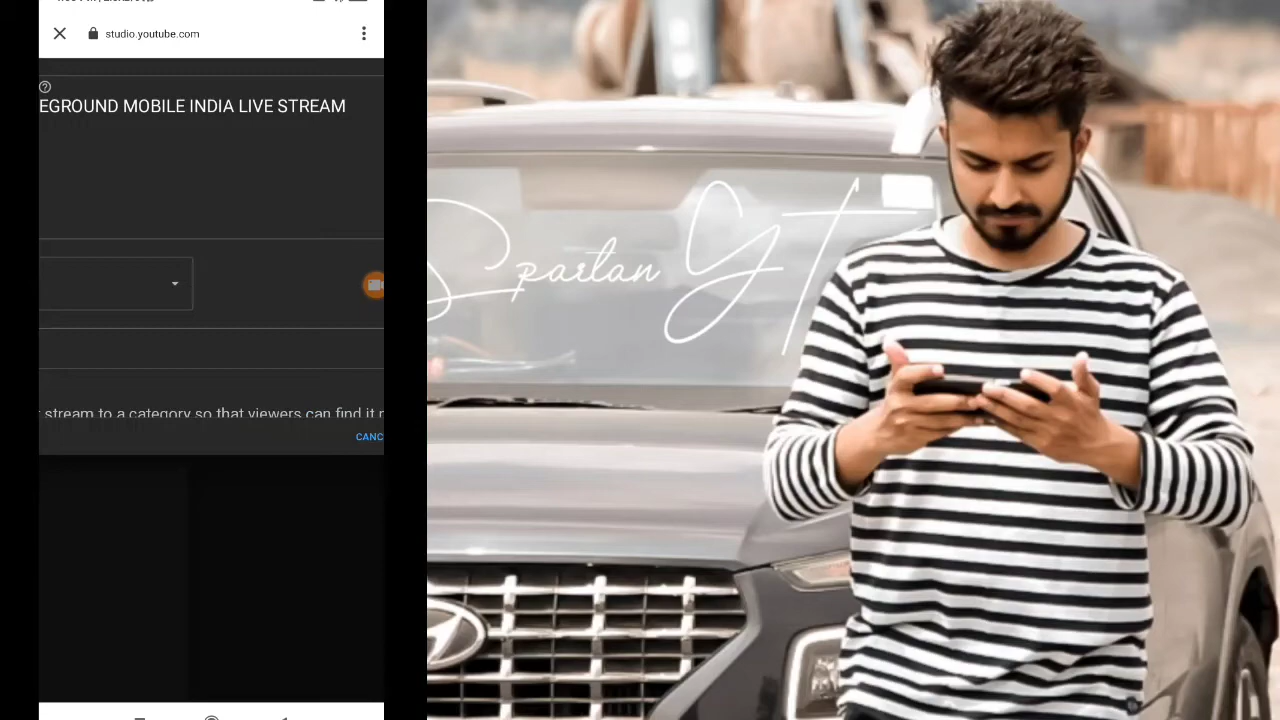 studio.youtube.com
EGROUND MOBILE INDIA LIVE STREAM
stream to a category so that viewers can find it
CANC
Spartan GT